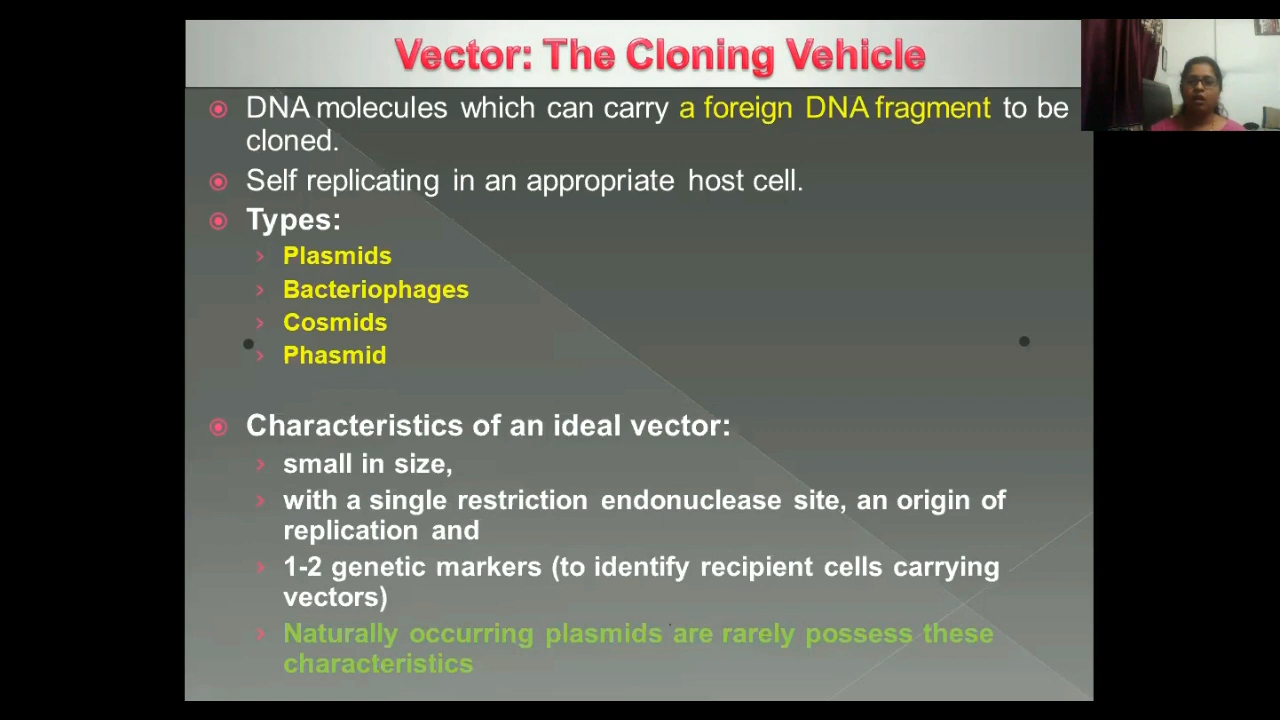 Vector: The Cloning Vehicle
DNA molecules which can carry a foreign DNA fragment to be
cloned.
Self replicating in an appropriate host cell.
Types:
Plasmids
Bacteriophages
Cosmids
Phasmid
Characteristics of an ideal vector:
small in size,
with a single restriction endonuclease site, an origin of
replication and
1-2 genetic markers (to identify recipient cells carrying
vectors)
Naturally occurring plasmids are rarely possess these
characteristics